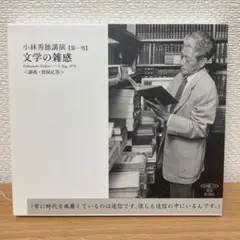 小林秀雄講演【第一巻】
文学の雑感
〈講義・質疑応答〉
「常に時代を風靡しているものは迷信です。僕らも迷信の中にいるんです。」